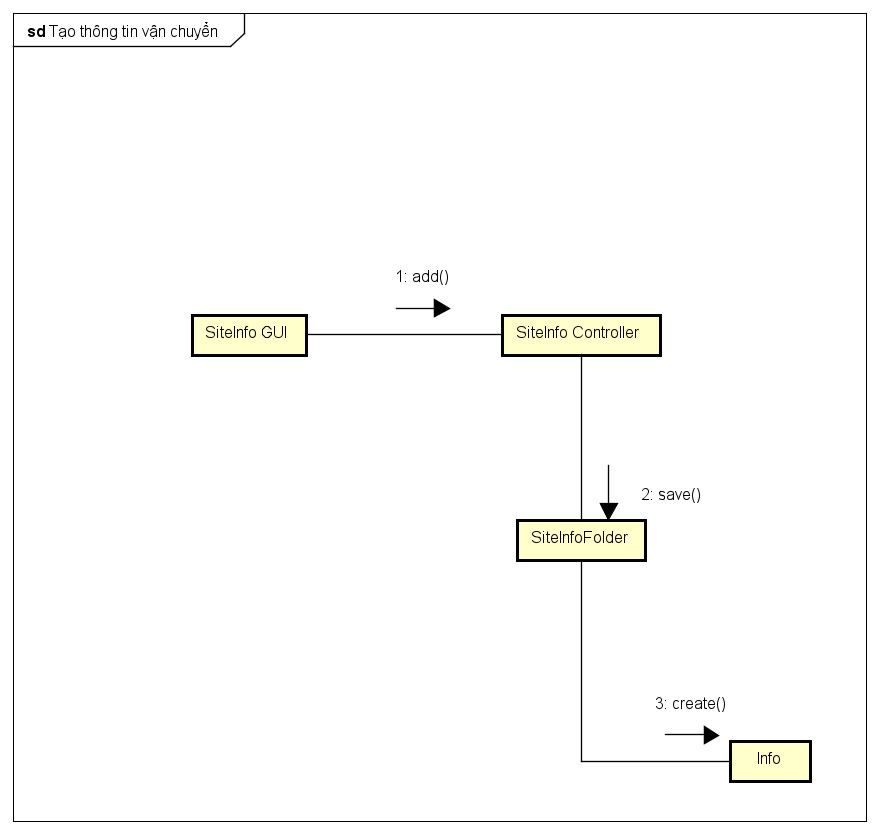 sd Tạo thông tin vận chuyển
1: add()
SiteInfo GUI
SiteInfo Controller
2: save()
SiteInfoFolder
3: create()
Info